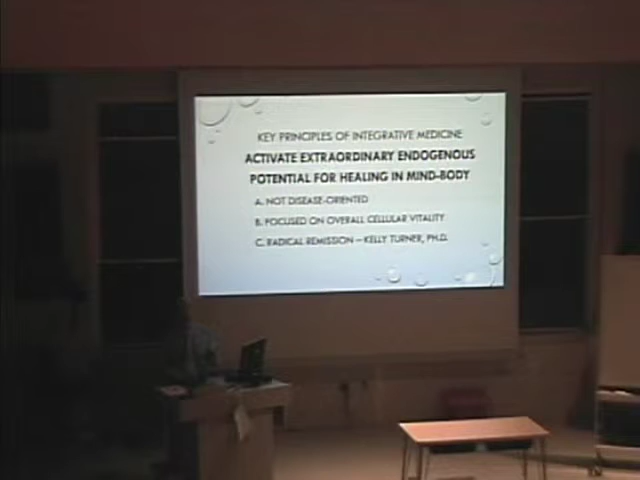 KEY PRINCIPLES OF INTEGRATIVE MEDICINE
ACTIVATE EXTRAORDINARY ENDOGENOUS
POTENTIAL FOR HEALING IN MIND-BODY
A. NOT DISEASE-ORIENTED
B. FOCUSED ON OVERALL CELLULAR VITALITY
C. RADICAL REMISSION – KELLY TURNER, PH.D.